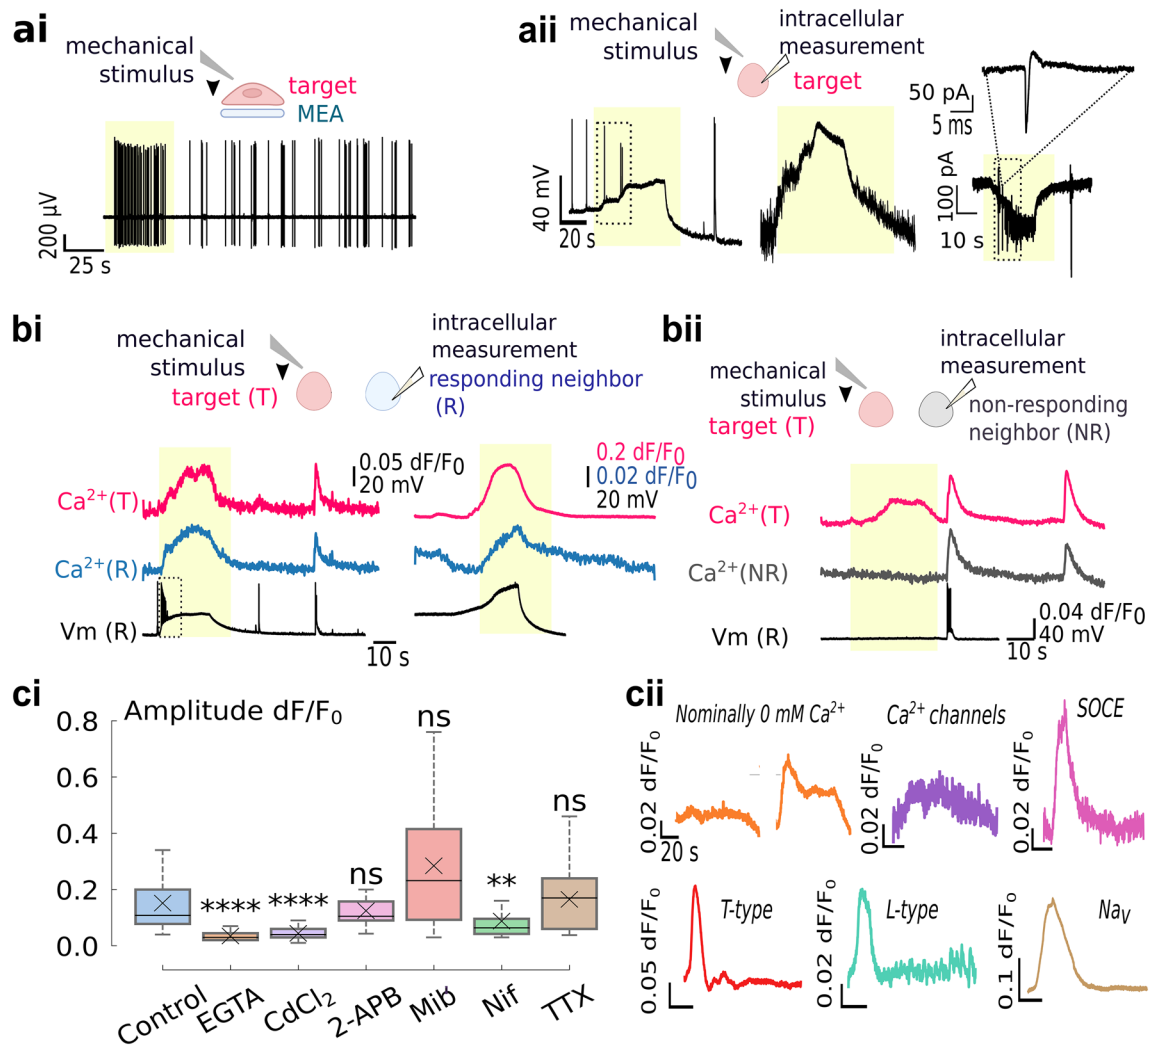 ai
mechanical
stimulus
target
MEA
200 µV
25 s
aii
mechanical
stimulus
intracellular
measurement
target
40 mV
20 s
50 pA
5 ms
100 pA
10 s
bi
mechanical
stimulus
target (T)
intracellular
measurement
responding neighbor
(R)
0.05 dF/F0
20 mV
0.2 dF/F0
0.02 dF/F0
20 mV
Ca2+(T)
Ca2+(R)
Vm (R)
10 s
bii
mechanical
stimulus
target (T)
intracellular
measurement
non-responding
neighbor (NR)
Ca2+(T)
Ca2+(NR)
Vm (R)
0.04 dF/F0
40 mV
10 s
ci
Amplitude dF/F0
0.8
0.6
0.4
0.2
0.0
****
****
ns
ns
**
ns
Control
EGTA
CdCl2
2-APB
Mib
Nif
TTX
cii
Nominally 0 mM Ca2+
0.02 dF/F0
20 s
Ca2+ channels
0.02 dF/F0
SOCE
0.02 dF/F0
T-type
0.05 dF/F0
L-type
0.02 dF/F0
NaV
0.1 dF/F0